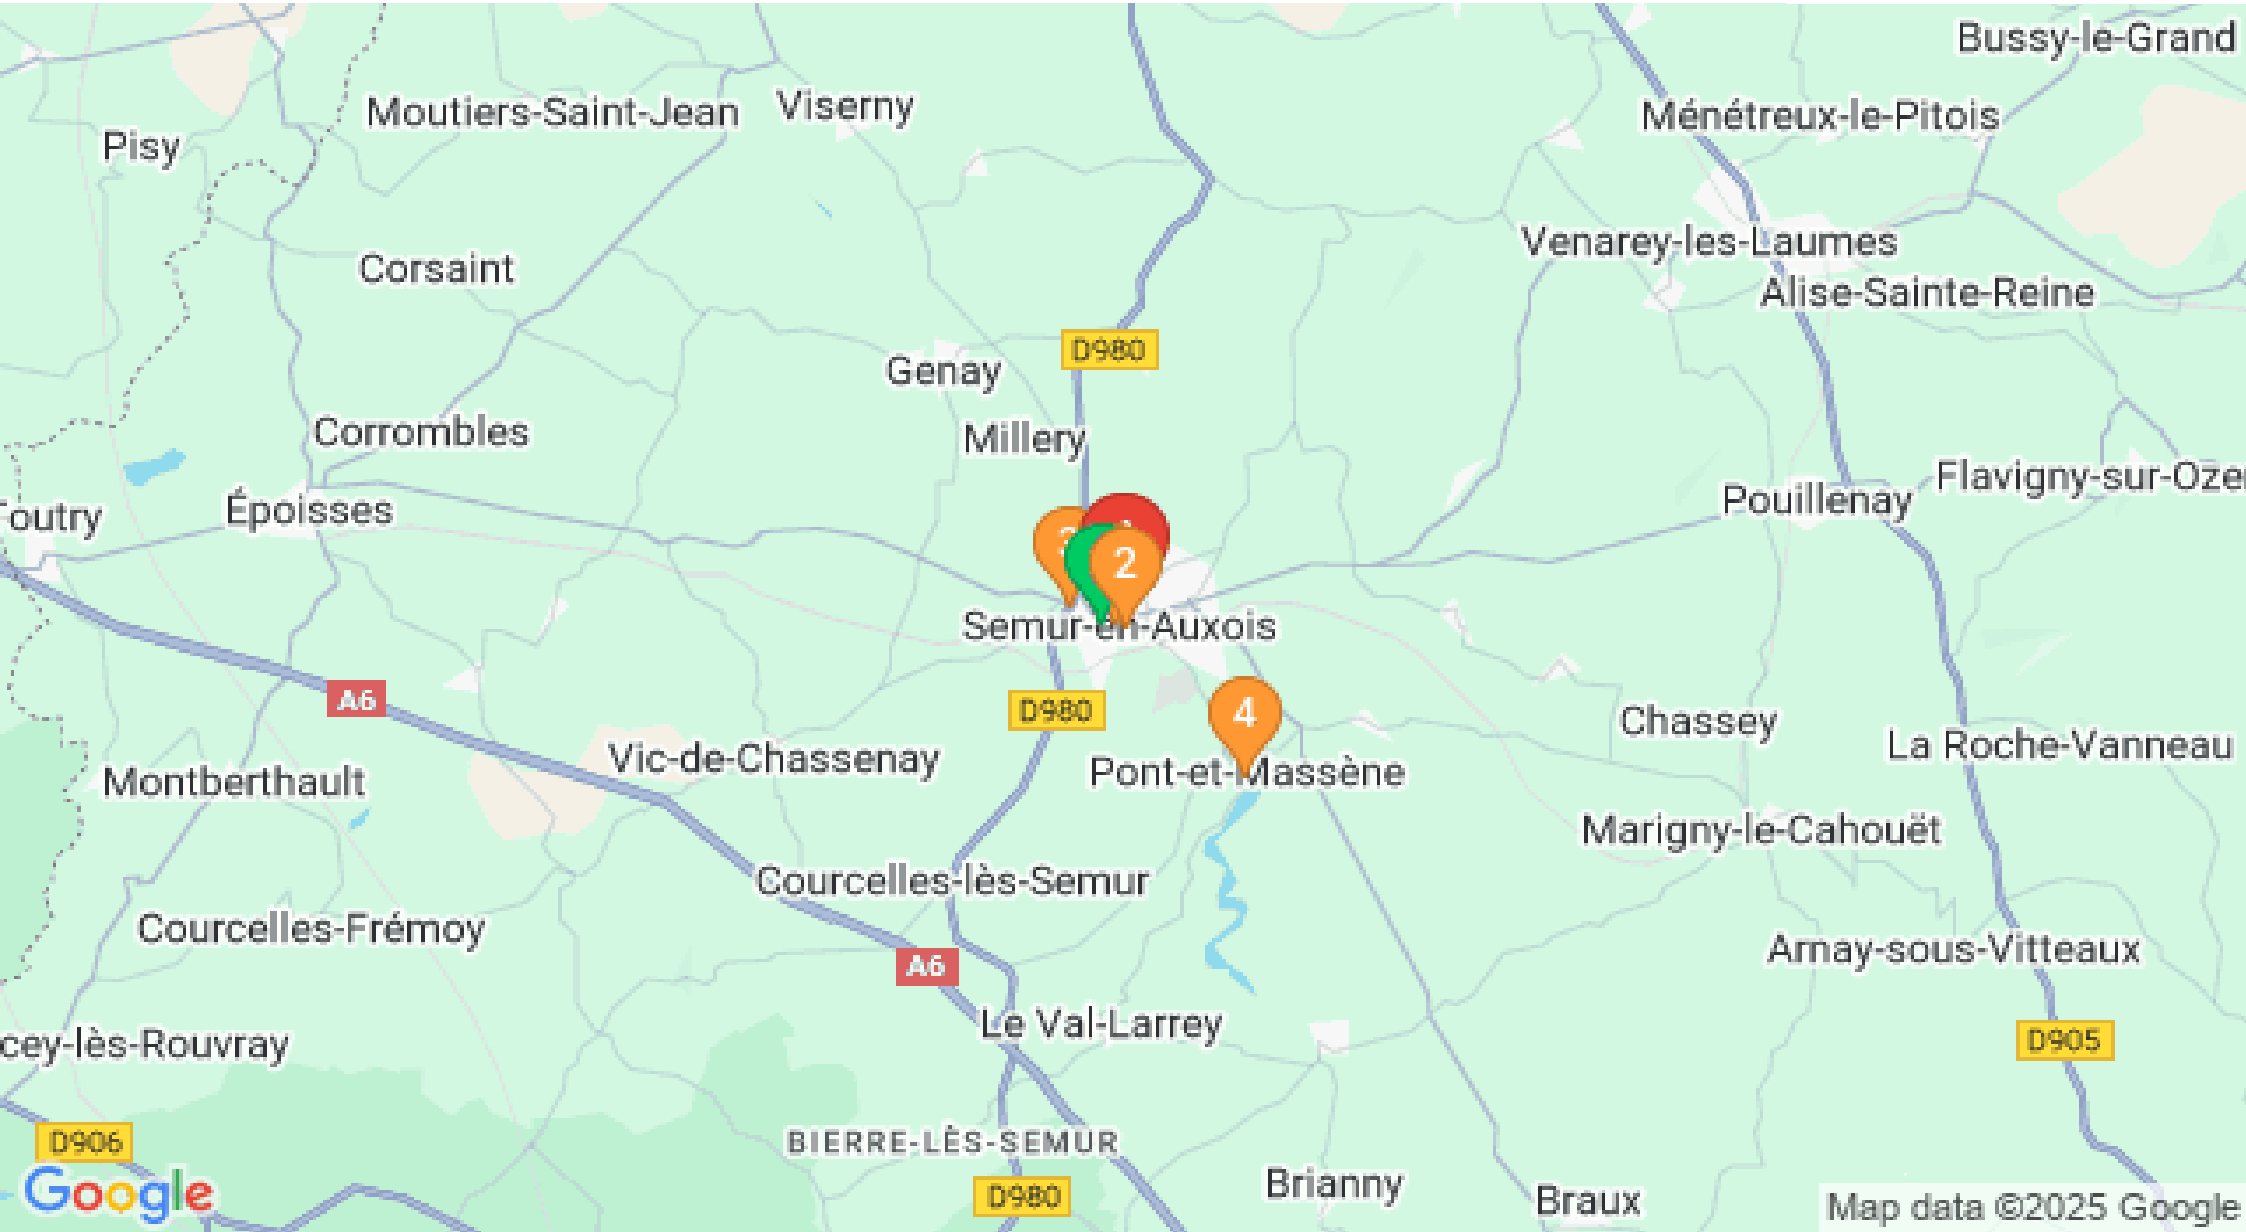 Bussy-le-Grand
Moutiers-Saint-Jean
Viserny
Ménétreux-le-Pitois
Pisy
Venarey-les-Laumes
Corsaint
Alise-Sainte-Reine
D980
Genay
Corrombles
Millery
Flavigny-sur-Oze
Pouillenay
Époisses
outry
3
2
Semur-en-Auxois
A6
D980
4
Chassey
La Roche-Vanneau
Vic-de-Chassenay
Pont-et-Massène
Montberthault
Marigny-le-Cahouët
Courcelles-lès-Semur
Courcelles-Frémoy
Arnay-sous-Vitteaux
A6
Le Val-Larrey
cey-lès-Rouvray
D905
D906
BIERRE-LÈS-SEMUR
Brianny
D980
Google
Braux
Map data ©2025 Google